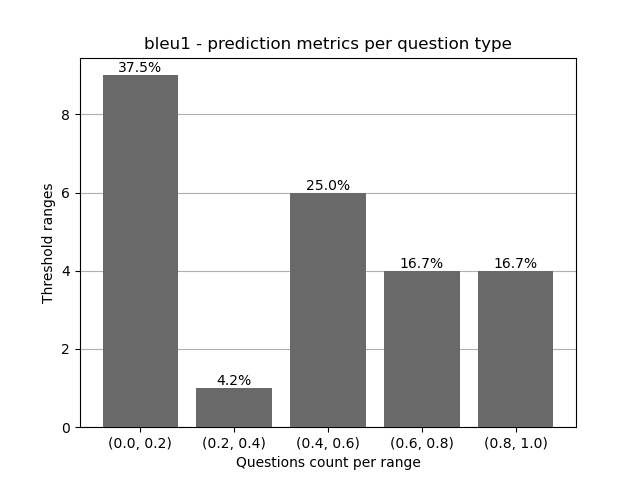 bleu1 - prediction metrics per question type
37.5%
4.2%
25.0%
16.7%
16.7%
8
6
4
2
0
Threshold ranges
(0.0, 0.2) (0.2, 0.4) (0.4, 0.6) (0.6, 0.8) (0.8, 1.0)
Questions count per range